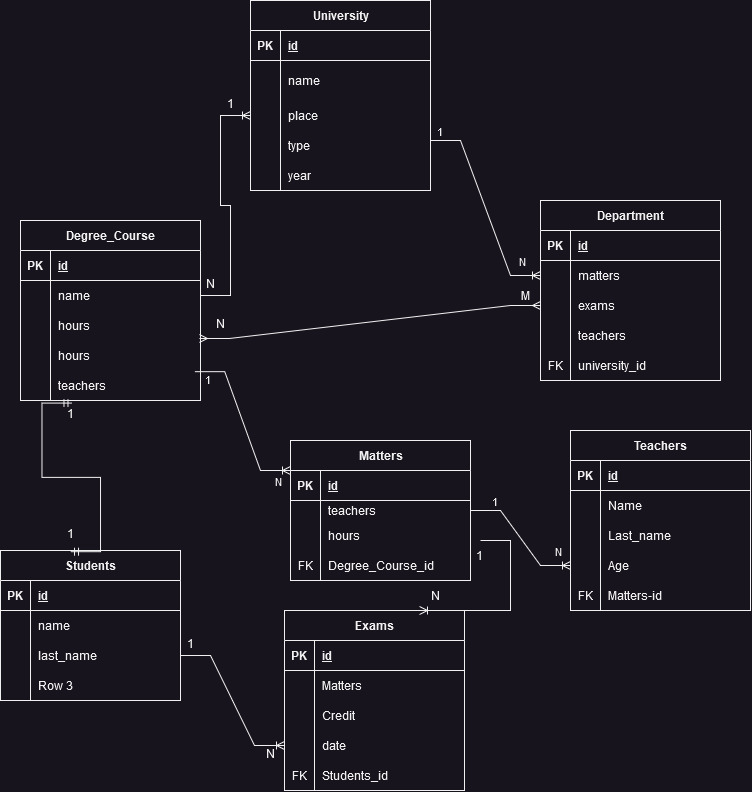 University
PK id
name
1
place
type
1
year
Department
PK id
Degree_Course
N
PK id
matters
N
name
M
exams
N
hours
teachers
hours
FK university_id
1
teachers
1
Teachers
Matters
PK id
N
PK id
1
Name
teachers
hours
Last_name
1
1
N
FK Degree_Course_id
Students
Age
PK id
N
FK Matters-id
name
Exams
1
last_name
PK id
Row 3
Matters
Credit
N
date
FK Students_id